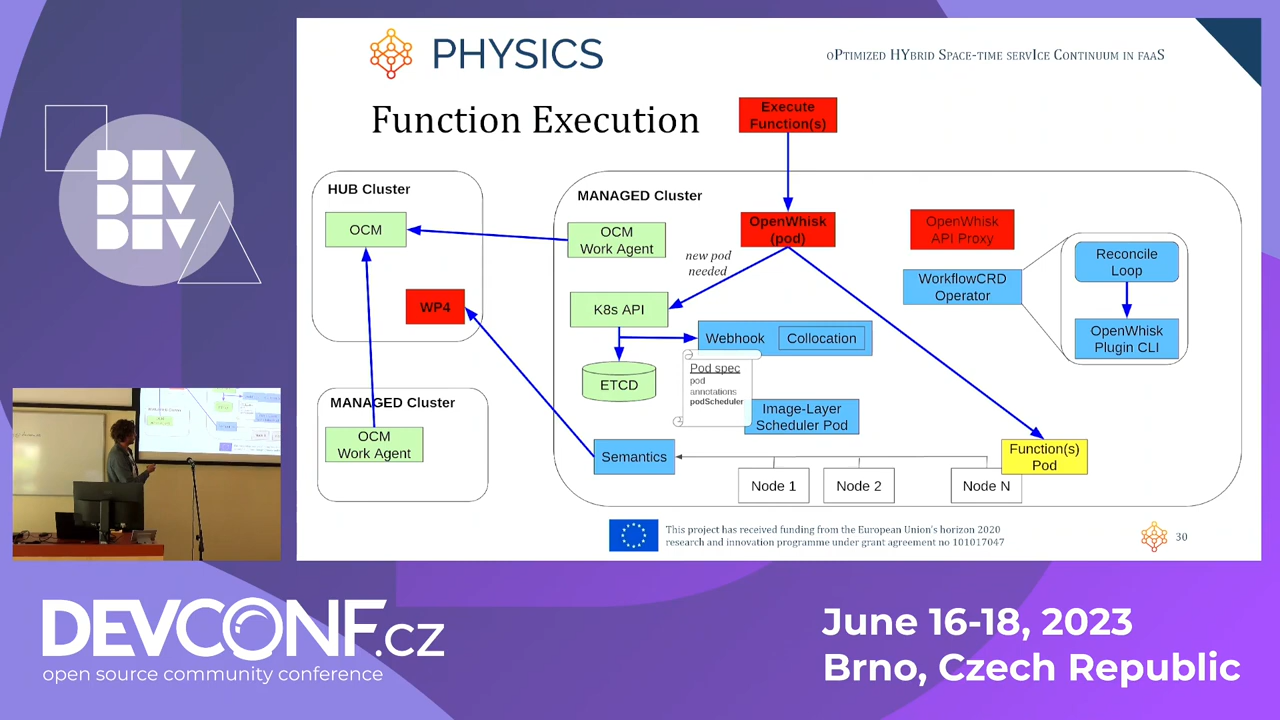 PHYSICS
oPtimized HYbrid Space-time servIce Continuum in faaS
Function Execution
Execute
Function(s)
HUB Cluster
OCM
WP4
MANAGED Cluster
OCM
Work Agent
MANAGED Cluster
OCM
Work Agent
OpenWhisk
(pod)
OpenWhisk
API Proxy
new pod
needed
WorkflowCRD
Operator
Reconcile
Loop
OpenWhisk
Plugin CLI
K8s API
Webhook
Collocation
ETCD
Pod spec
pod
annotations
podScheduler
Image-Layer
Scheduler Pod
Semantics
Node 1
Node 2
Node N
Function(s)
Pod
This project has received funding from the European Union's horizon 2020
research and innovation programme under grant agreement no 101017047
30
DEV
DEV
DEV
DEVCONF.cz
open source community conference
June 16-18, 2023
Brno, Czech Republic